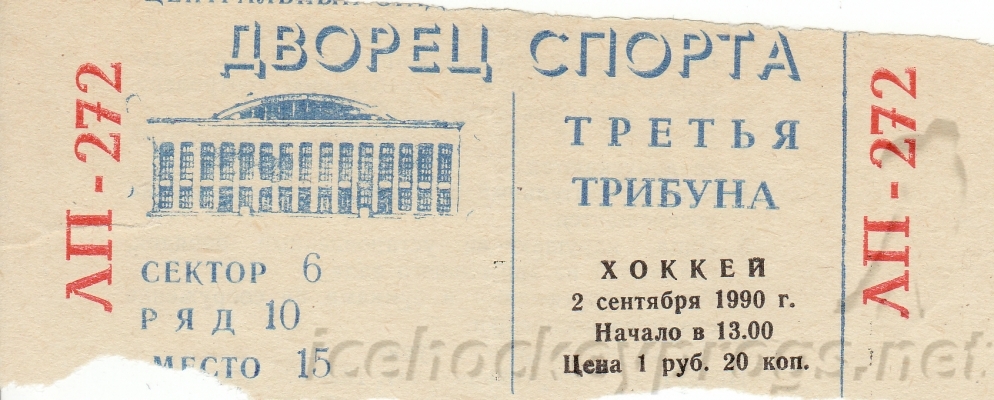 ДВОРЕЦ СПОРТА
ЛП - 272
ТРЕТЬЯ
ТРИБУНА
СЕКТОР 6
РЯД 10
МЕСТО 15
ХОККЕЙ
2 сентября 1990 г.
Начало в 13.00
Цена 1 руб. 20 коп.
ЛП - 272
icehockeyprogs.net